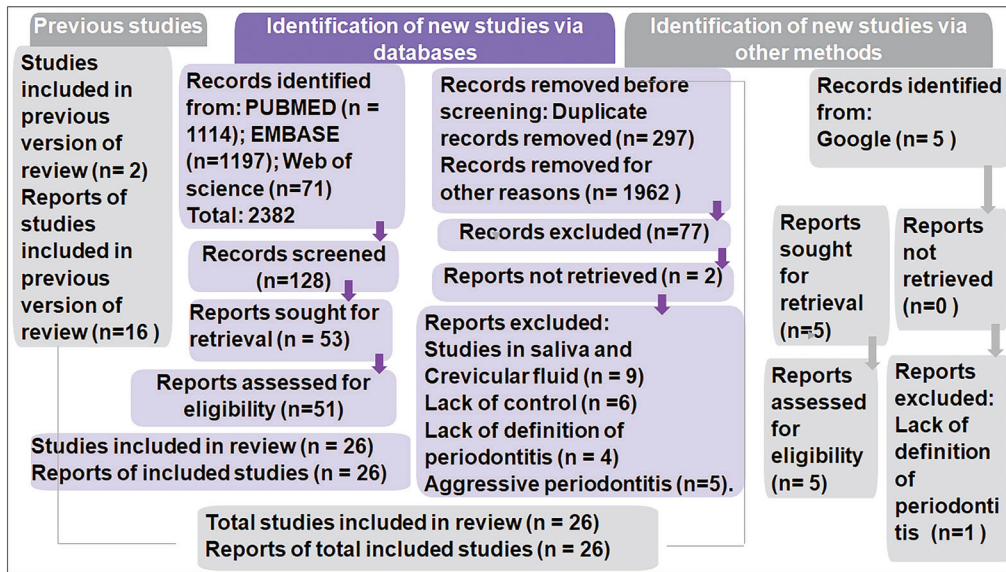 Previous studies
Identification of new studies via
databases
Identification of new studies via
other methods
Studies
included in
previous
version of
review (n= 2)
Reports of
studies
included in
previous
version of
review (n=16 )
Records identified
from: PUBMED (n =
1114); EMBASE
(n=1197); Web of
science (n=71)
Total: 2382
Records screened
(n=128)
Reports sought for
retrieval (n = 53)
Reports assessed for
eligibility (n=51)
Studies included in review (n = 26)
Reports of included studies (n = 26)
Records removed before
screening: Duplicate
records removed (n= 297)
Records removed for
other reasons (n= 1962 )
Records excluded (n=77)
Reports not retrieved (n = 2)
Reports excluded:
Studies in saliva and
Crevicular fluid (n = 9)
Lack of control (n =6)
Lack of definition of
periodontitis (n = 4)
Aggressive periodontitis (n=5).
Records identified
from:
Google (n= 5 )
Reports
sought
for
retrieval
(n=5)
Reports
not
retrieved
(n=0 )
Reports
assessed
for
eligibility
(n= 5)
Reports
excluded:
Lack of
definition
of
periodonti
tis (n=1 )
Total studies included in review (n = 26)
Reports of total included studies (n = 26)